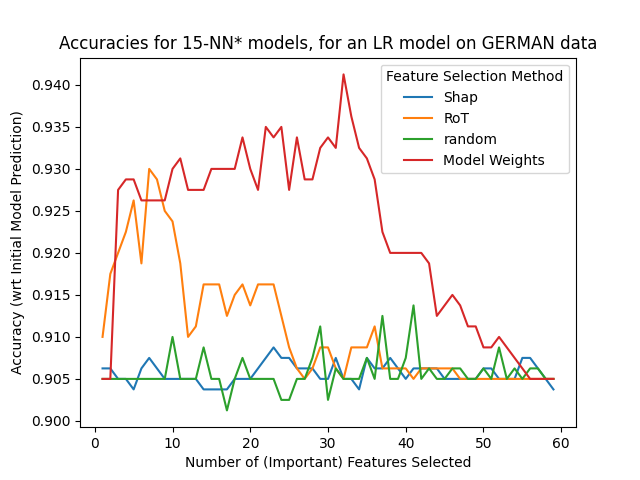 Accuracies for 15-NN* models, for an LR model on GERMAN data
Feature Selection Method
Shap
RoT
random
Model Weights
Accuracy (wrt Initial Model Prediction)
0.940
0.935
0.930
0.925
0.920
0.915
0.910
0.905
0.900
0
10
20
30
40
50
60
Number of (Important) Features Selected